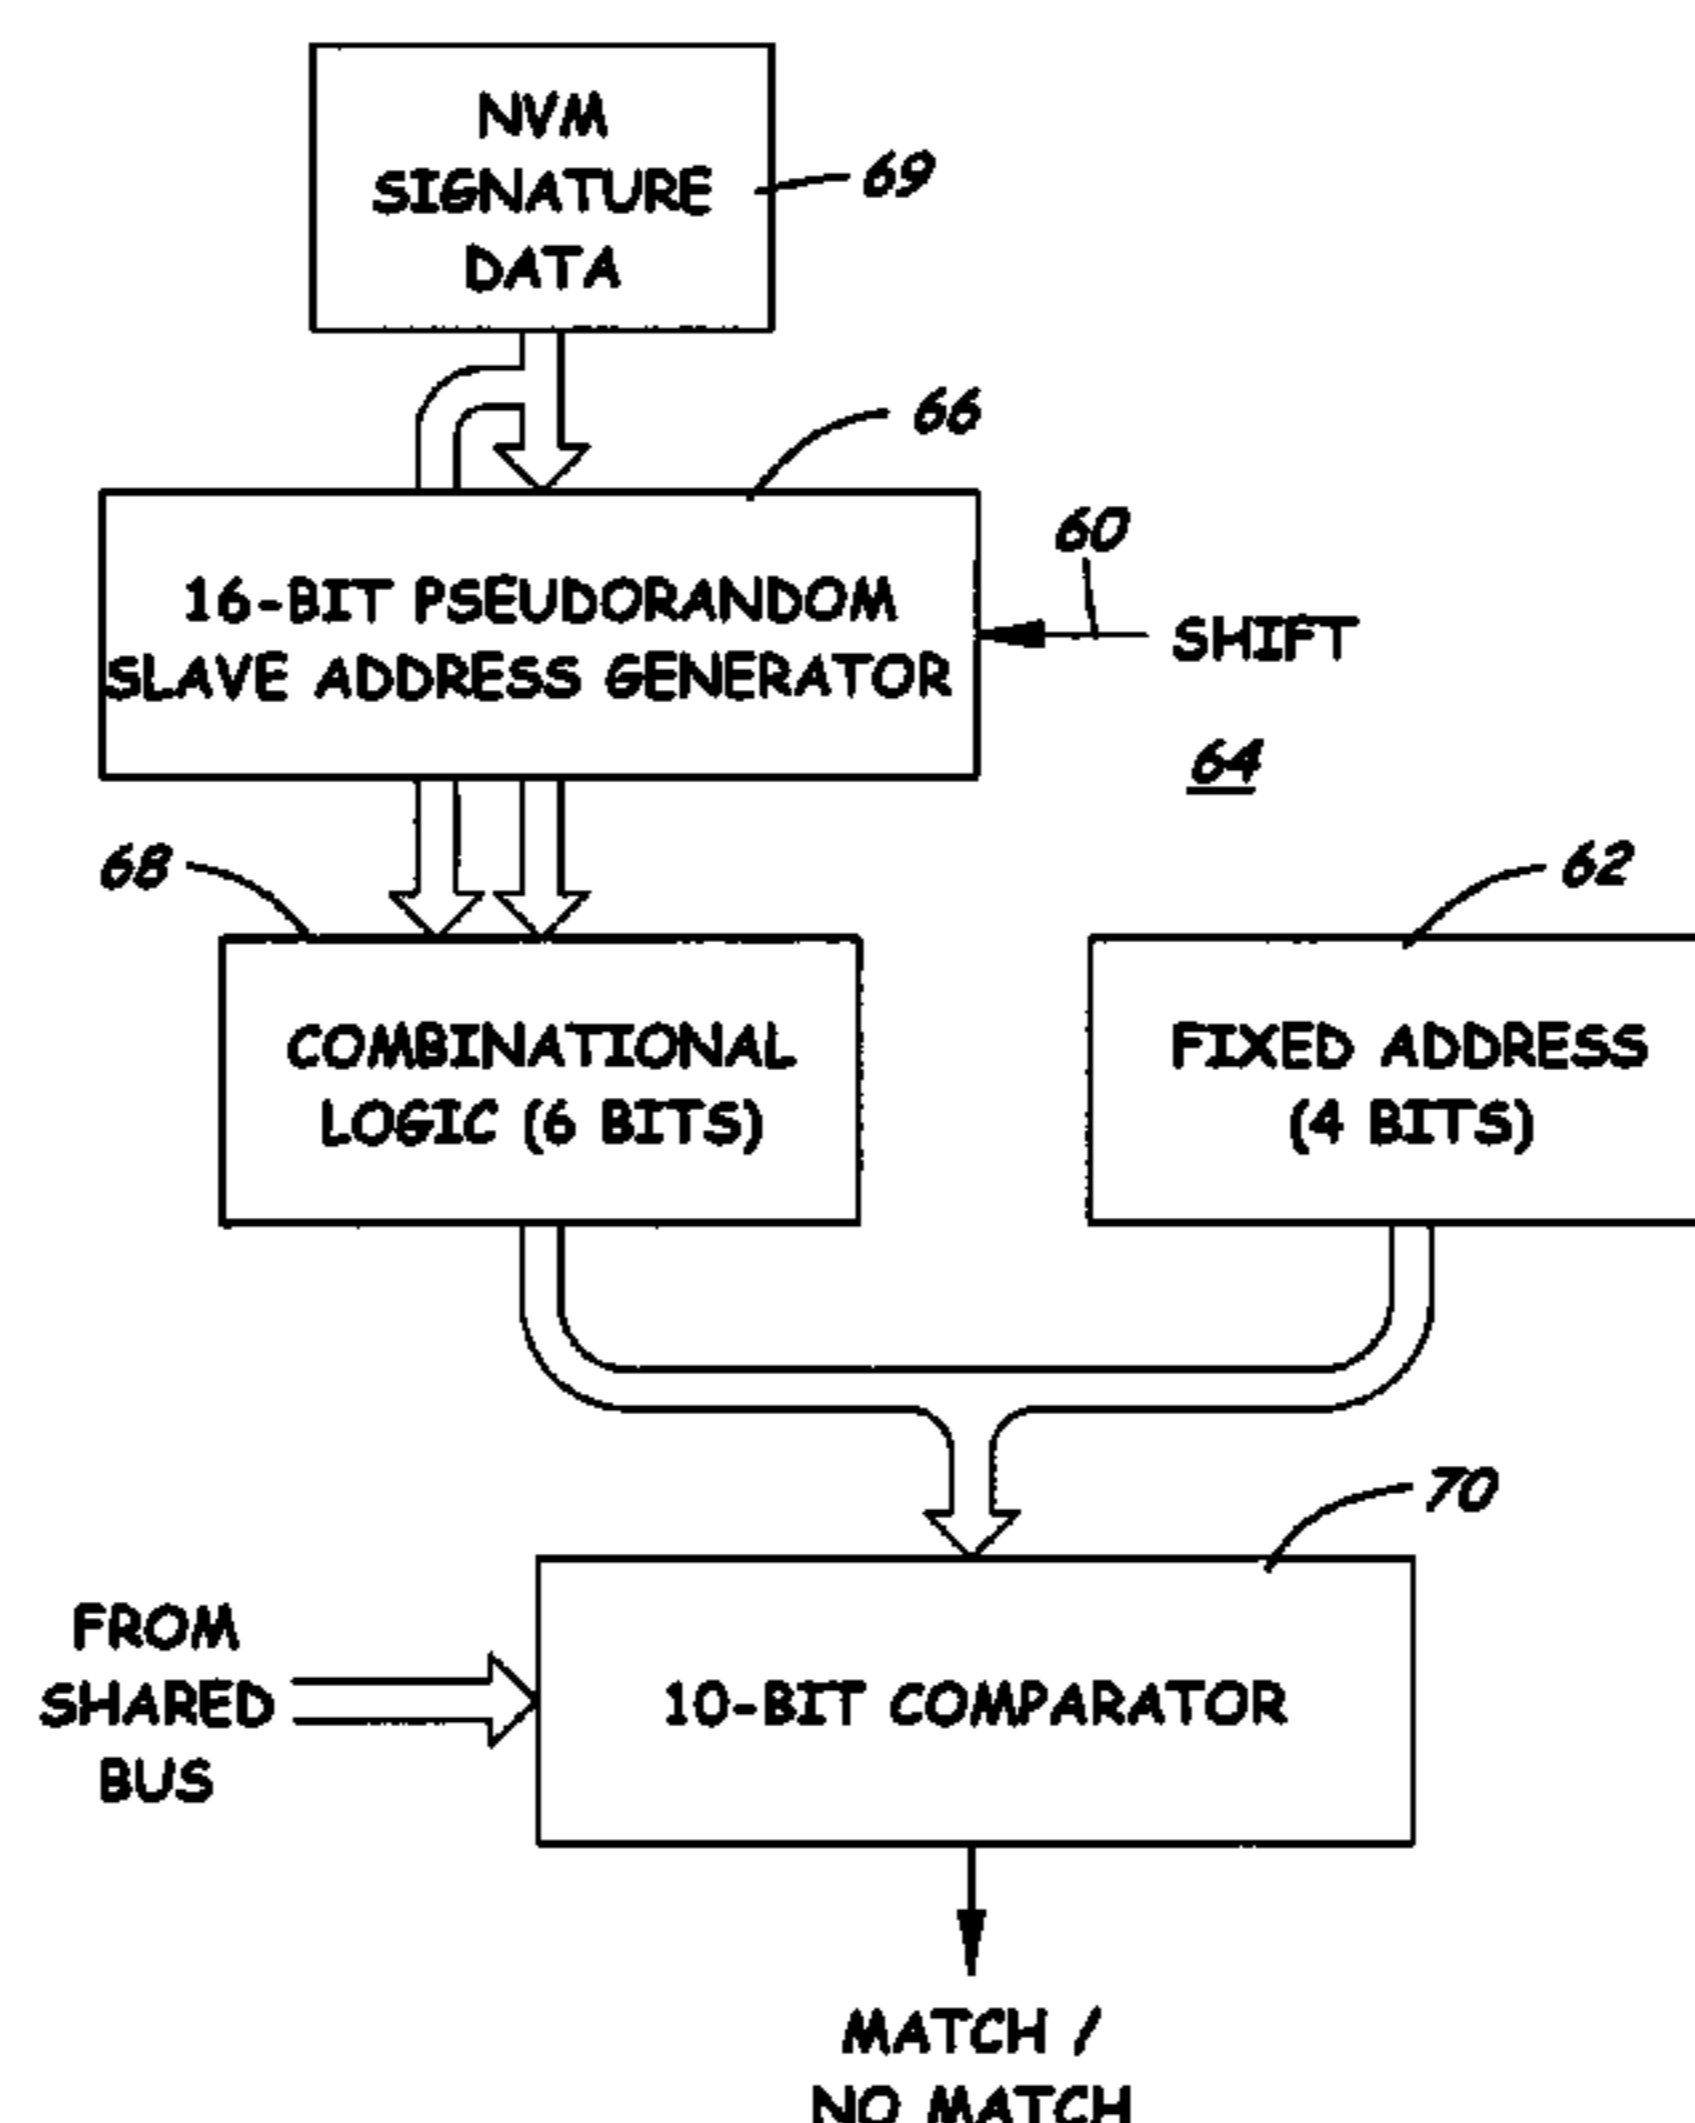 NVM
SIGNATURE
DATA
69
66
60
16-BIT PSEUDORANDOM
SLAVE ADDRESS GENERATOR
SHIFT
64
68
62
COMBINATIONAL
LOGIC (6 BITS)
FIXED ADDRESS
(4 BITS)
70
FROM
SHARED
BUS
10-BIT COMPARATOR
MATCH /
NO MATCH